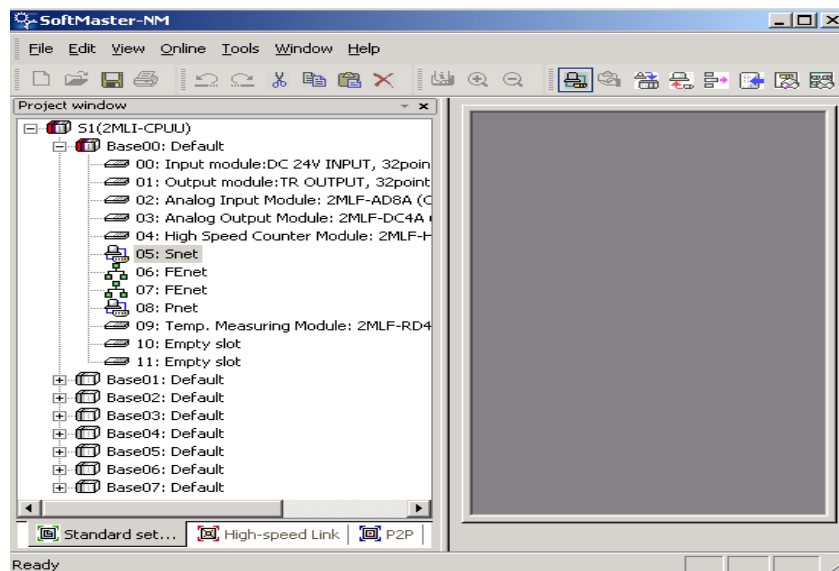 SoftMaster-NM
File Edit View Online Tools Window Help
Project window
S1(2MLI-CPUU)
Base00: Default
00: Input module:DC 24V INPUT, 32poin
01: Output module:TR OUTPUT, 32point
02: Analog Input Module: 2MLF-AD8A (C
03: Analog Output Module: 2MLF-DC4A (
04: High Speed Counter Module: 2MLF-H
05: Snet
06: FEnet
07: FEnet
08: Pnet
09: Temp. Measuring Module: 2MLF-RD4
10: Empty slot
11: Empty slot
Base01: Default
Base02: Default
Base03: Default
Base04: Default
Base05: Default
Base06: Default
Base07: Default
Standard set... High-speed Link P2P
Ready